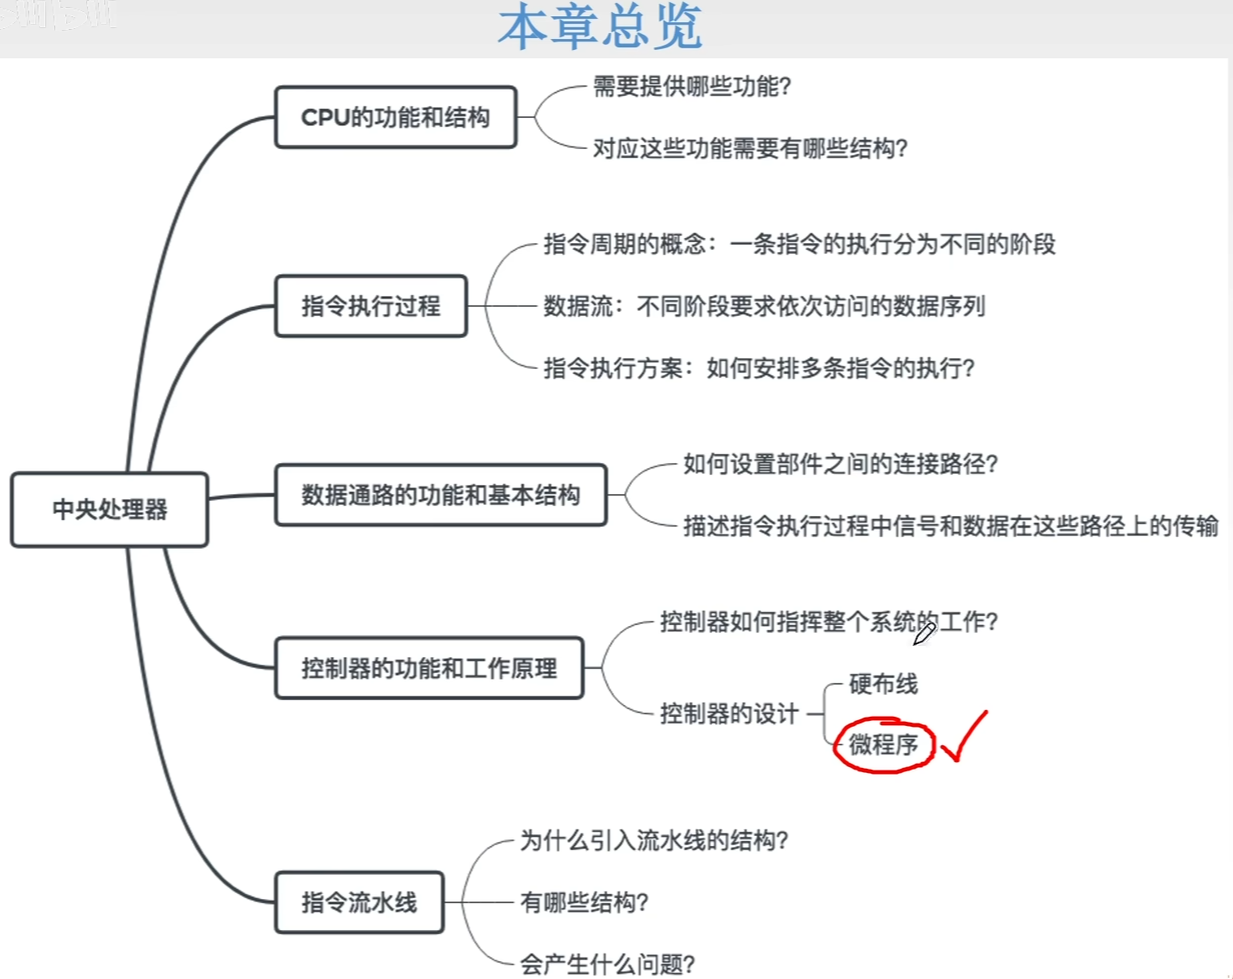 本章总览
CPU的功能和结构
需要提供哪些功能?
对应这些功能需要有哪些结构?
指令执行过程
指令周期的概念：一条指令的执行分为不同的阶段
数据流：不同阶段要求依次访问的数据序列
指令执行方案：如何安排多条指令的执行?
中央处理器
数据通路的功能和基本结构
如何设置部件之间的连接路径?
描述指令执行过程中信号和数据在这些路径上的传输
控制器的功能和工作原理
控制器如何指挥整个系统的工作?
控制器的设计
硬布线
微程序
指令流水线
为什么引入流水线的结构?
有哪些结构?
会产生什么问题?